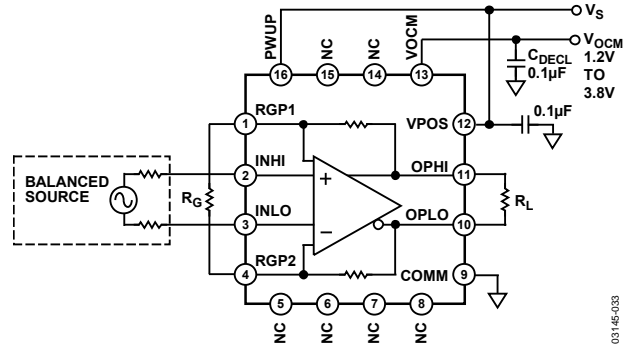 V_S
PWUP
NC
NC
VOCM
V_OCM
1.2V
TO
3.8V
C_DECL
0.1µF
16
15
14
13
0.1µF
1
RGP1
VPOS
12
BALANCED
SOURCE
R_G
2
INHI
+
OPHI
11
R_L
3
INLO
–
OPLO
10
4
RGP2
COMM
9
5
6
7
8
NC
NC
NC
NC
03145-033